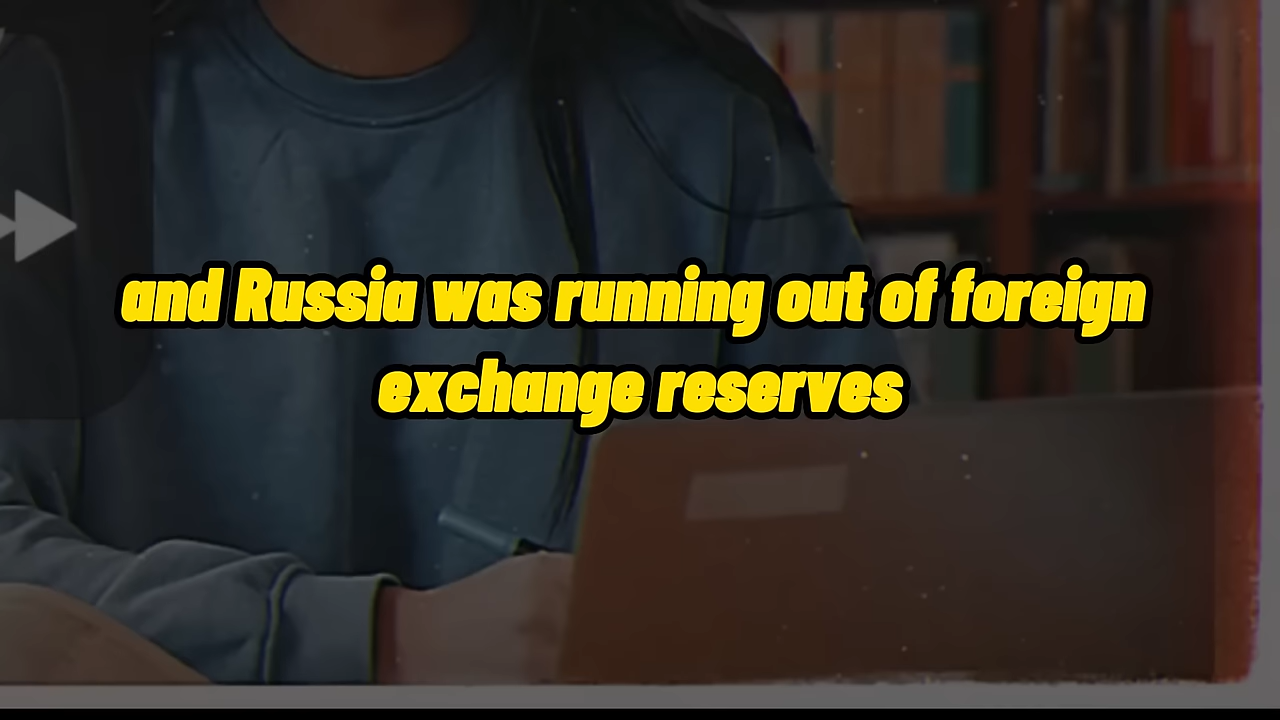 and Russia was running out of foreign
exchange reserves